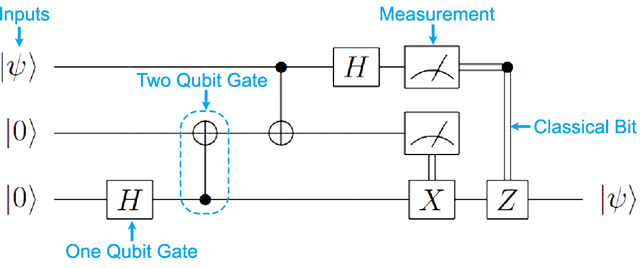 Inputs
Measurement
|ψ⟩
H
Two Qubit Gate
|0⟩
Classical Bit
|0⟩
H
X
Z
|ψ⟩
One Qubit Gate